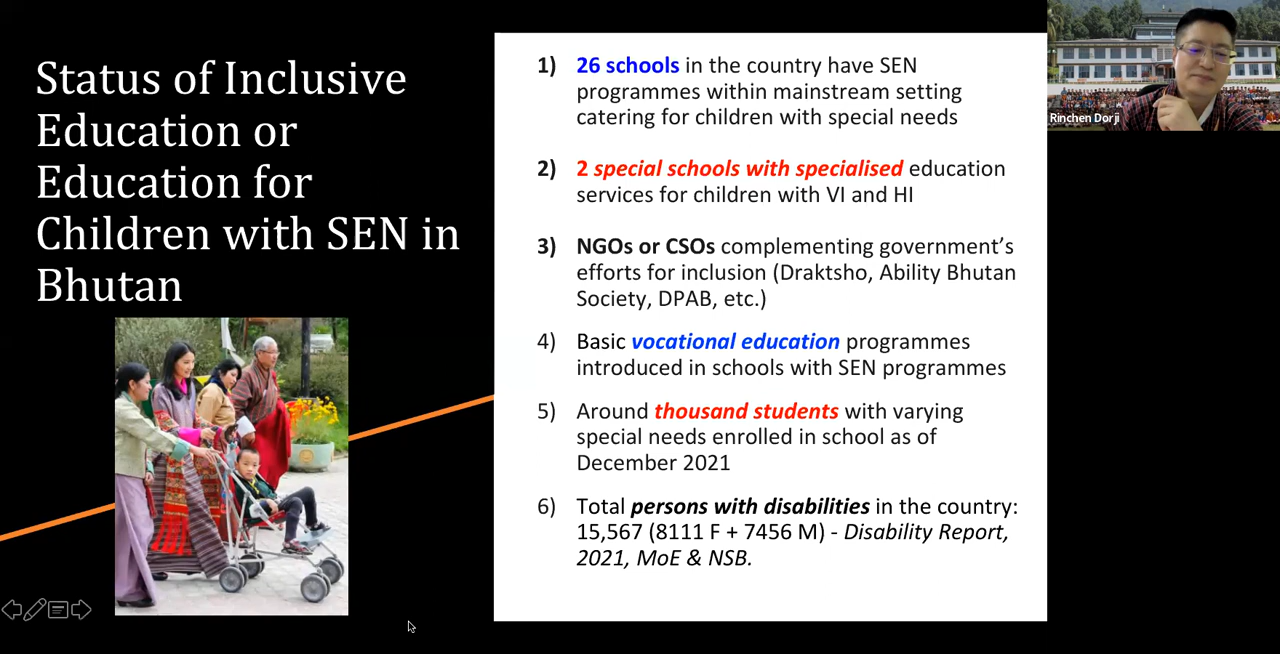 Status of Inclusive
Education or
Education for
Children with SEN in
Bhutan
1) 26 schools in the country have SEN
programmes within mainstream setting
catering for children with special needs
2) 2 special schools with specialised education
services for children with VI and HI
3) NGOs or CSOs complementing government’s
efforts for inclusion (Draktsho, Ability Bhutan
Society, DPAB, etc.)
4) Basic vocational education programmes
introduced in schools with SEN programmes
5) Around thousand students with varying
special needs enrolled in school as of
December 2021
6) Total persons with disabilities in the country:
15,567 (8111 F + 7456 M) - Disability Report,
2021, MoE & NSB.
Rinchen Dorji